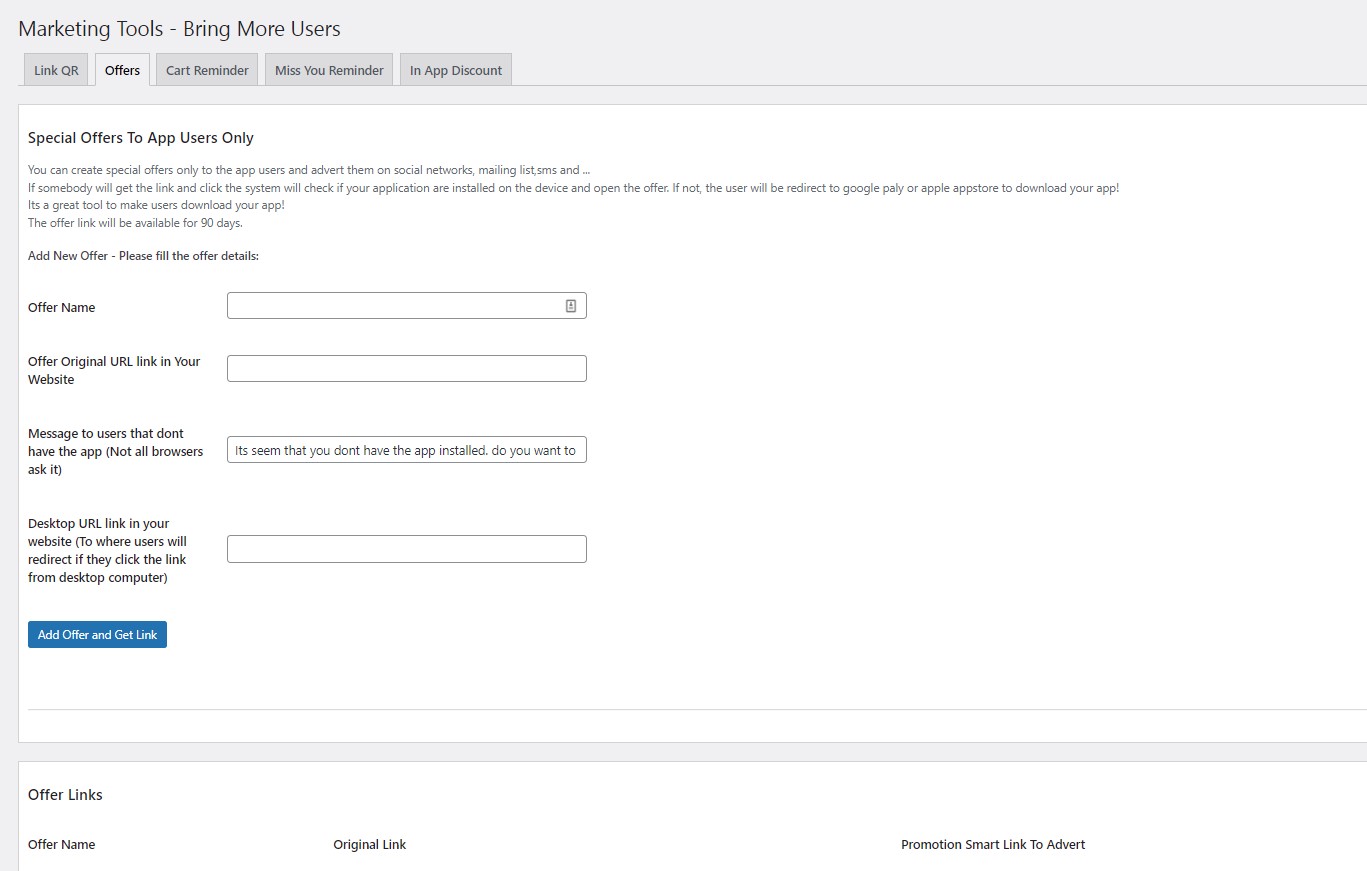 Marketing Tools - Bring More Users
Link QR
Offers
Cart Reminder
Miss You Reminder
In App Discount
Special Offers To App Users Only
You can create special offers only to the app users and advert them on social networks, mailing list,sms and ...
If somebody will get the link and click the system will check if your application are installed on the device and open the offer. If not, the user will be redirect to google paly or apple appstore to download your app!
Its a great tool to make users download your app!
The offer link will be available for 90 days.
Add New Offer - Please fill the offer details:
Offer Name
Offer Original URL link in Your
Website
Message to users that dont
have the app (Not all browsers
ask it)
Its seem that you dont have the app installed. do you want to
Desktop URL link in your
website (To where users will
redirect if they click the link
from desktop computer)
Add Offer and Get Link
Offer Links
Offer Name
Original Link
Promotion Smart Link To Advert